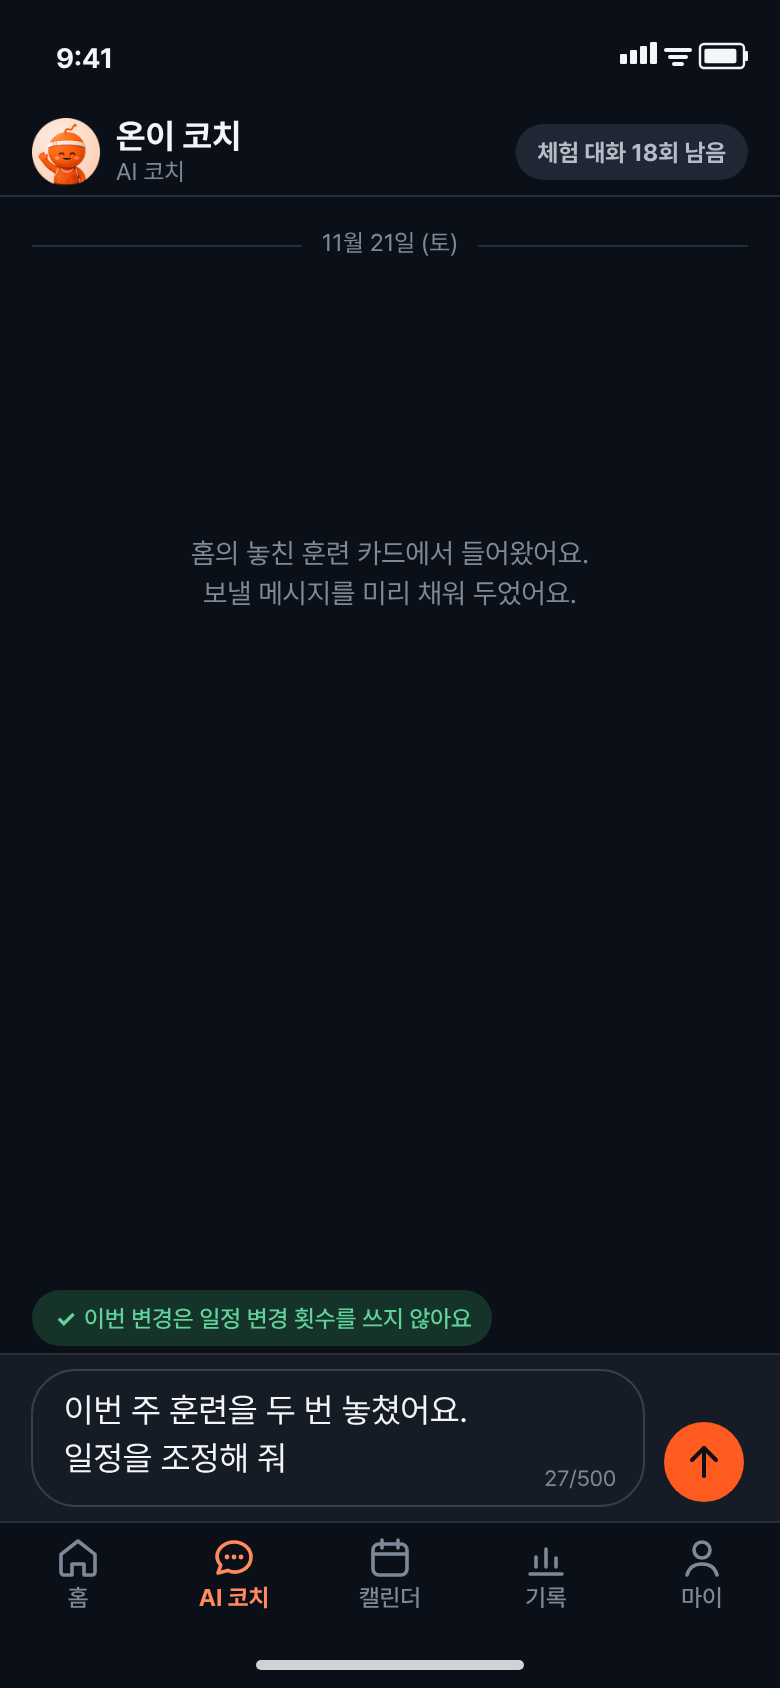 9:41
온이 코치
AI 코치
체험 대화 18회 남음
11월 21일 (토)
홈의 놓친 훈련 카드에서 들어왔어요.
보낼 메시지를 미리 채워 두었어요.
이번 변경은 일정 변경 횟수를 쓰지 않아요
이번 주 훈련을 두 번 놓쳤어요.
일정을 조정해 줘
27/500
홈
AI 코치
캘린더
기록
마이